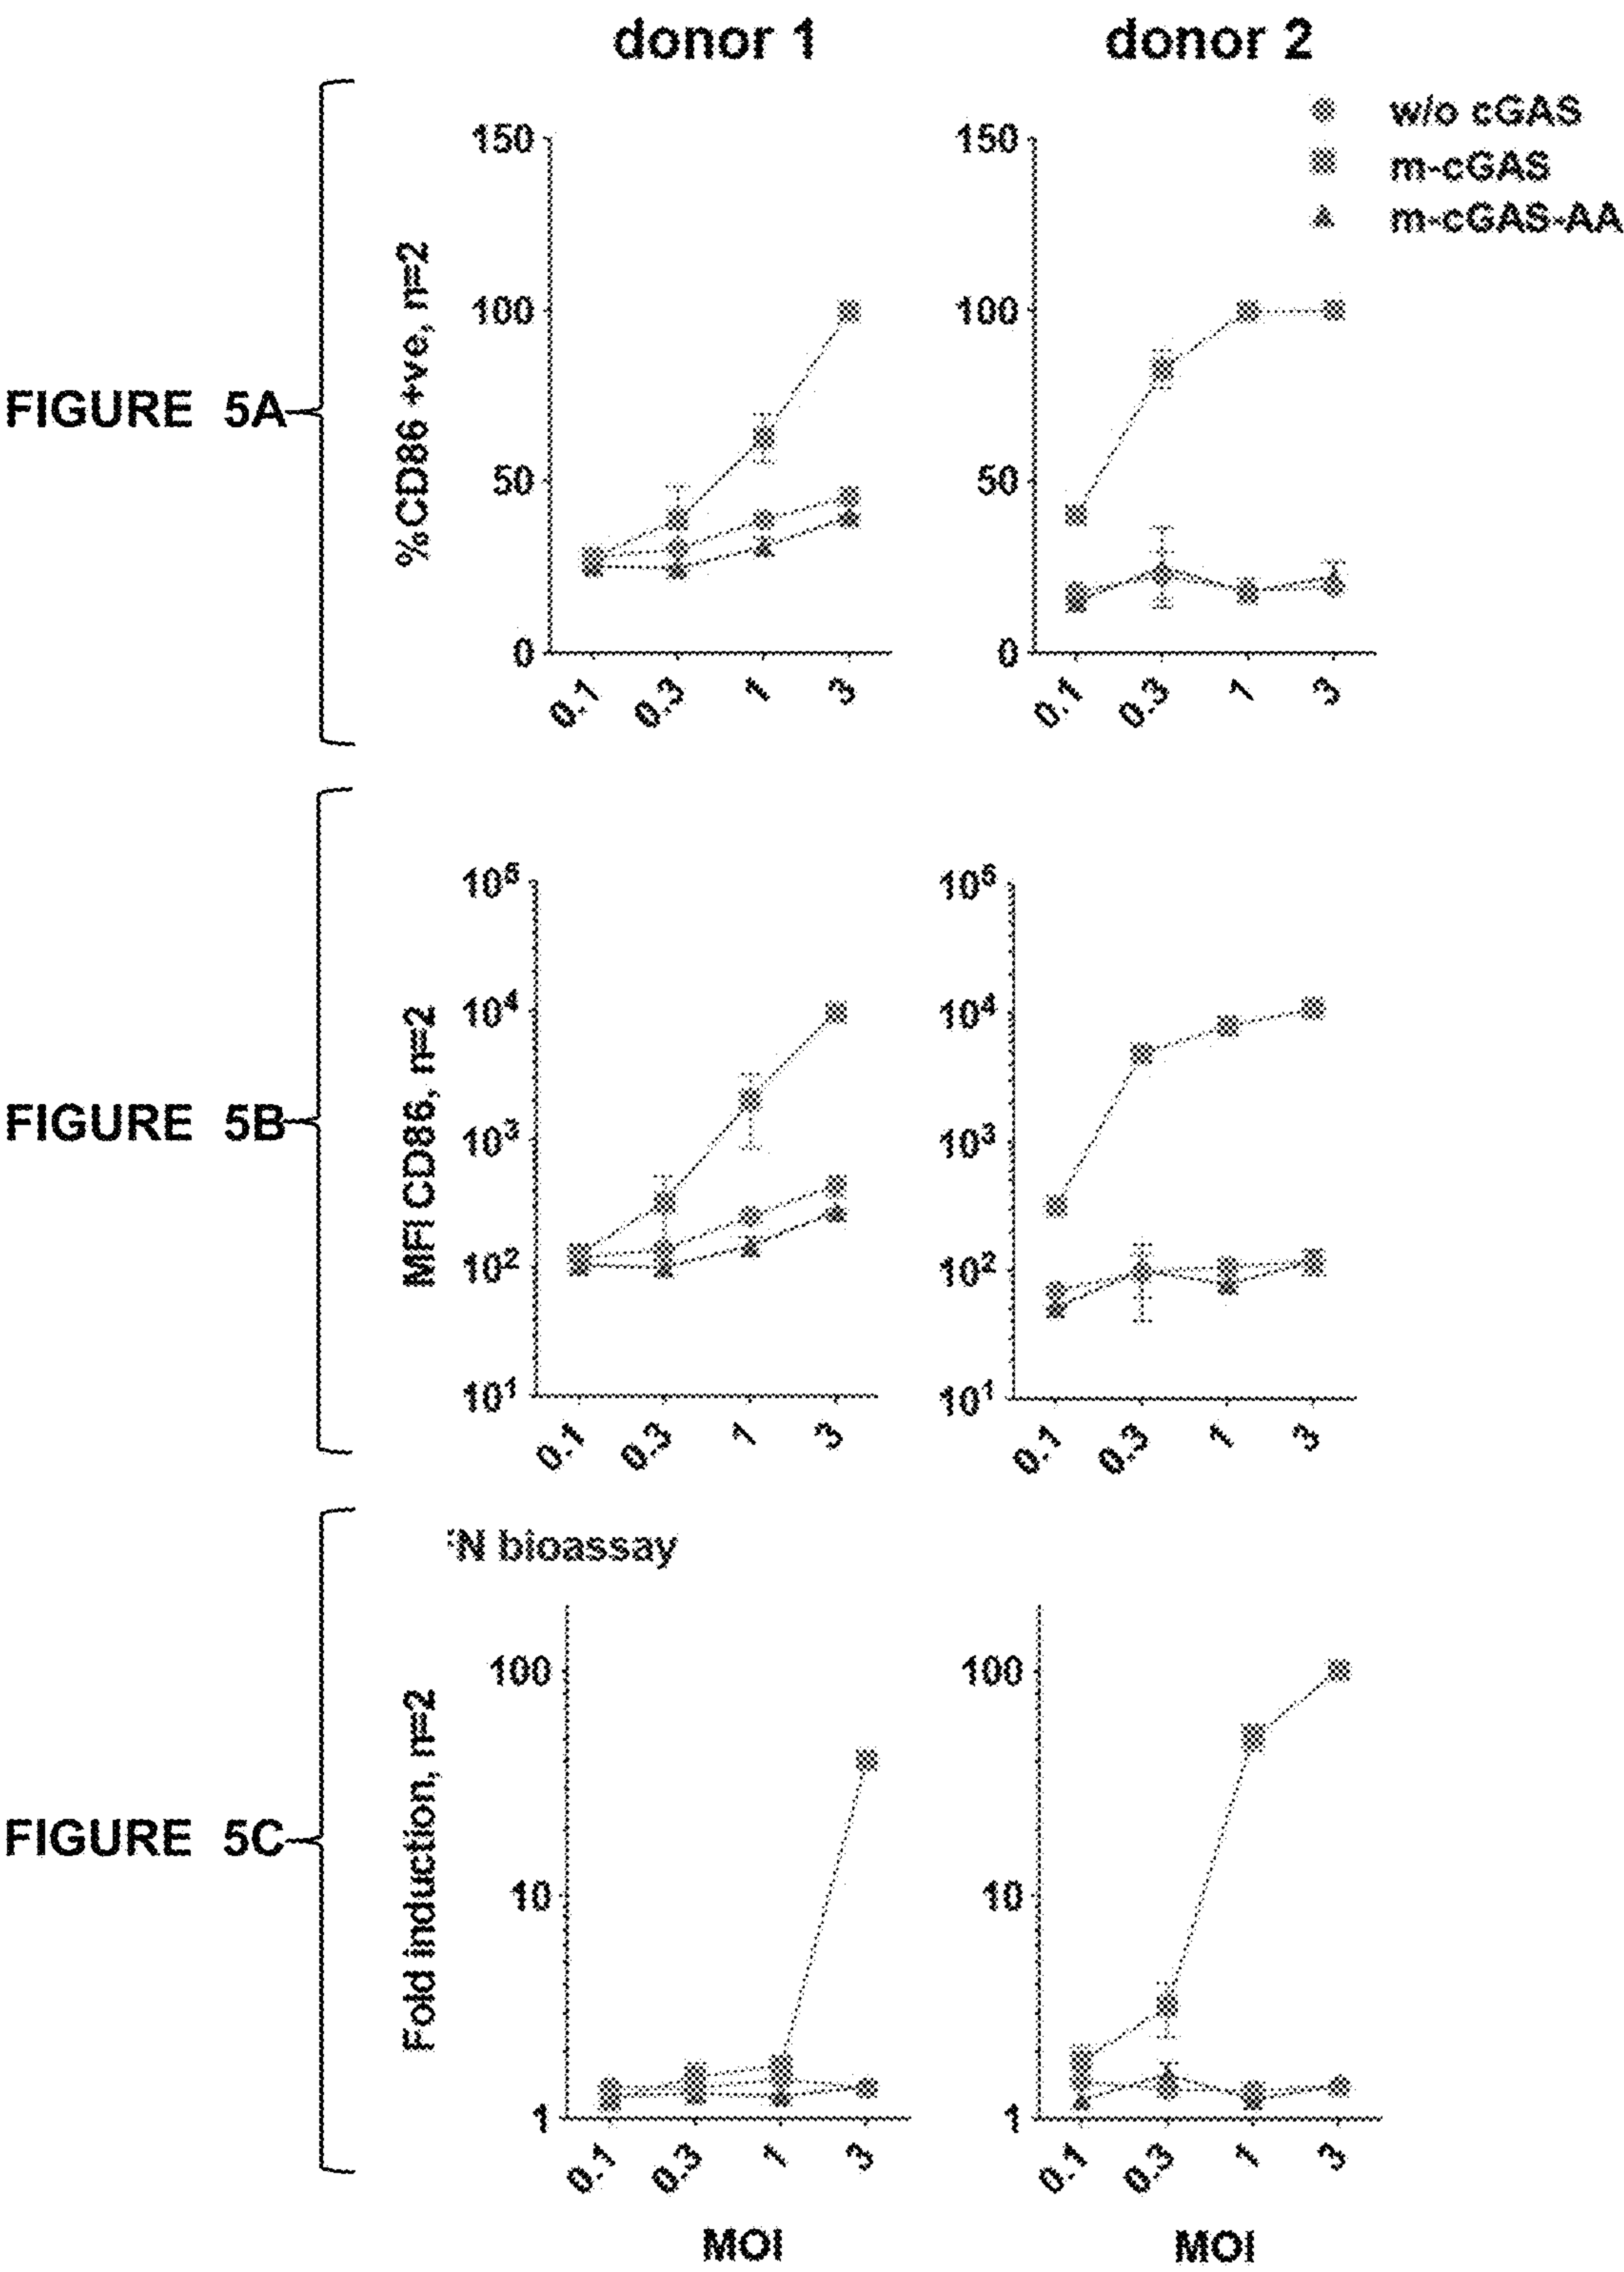 donor 1 donor 2
w/o cGAS
m-cGAS
m-cGAS-AA
FIGURE 5A
%CD86 +ve, n=2
150
100
50
0
0.1 0.3 1 3
150
100
50
0
0.1 0.3 1 3
FIGURE 5B
MFI CD86, n=2
10⁵
10⁴
10³
10²
10¹
0.1 0.3 1 3
10⁵
10⁴
10³
10²
10¹
0.1 0.3 1 3
FIGURE 5C
FN bioassay
Fold induction, n=2
100
10
1
0.1 0.3 1 3
MOI
100
10
1
0.1 0.3 1 3
MOI